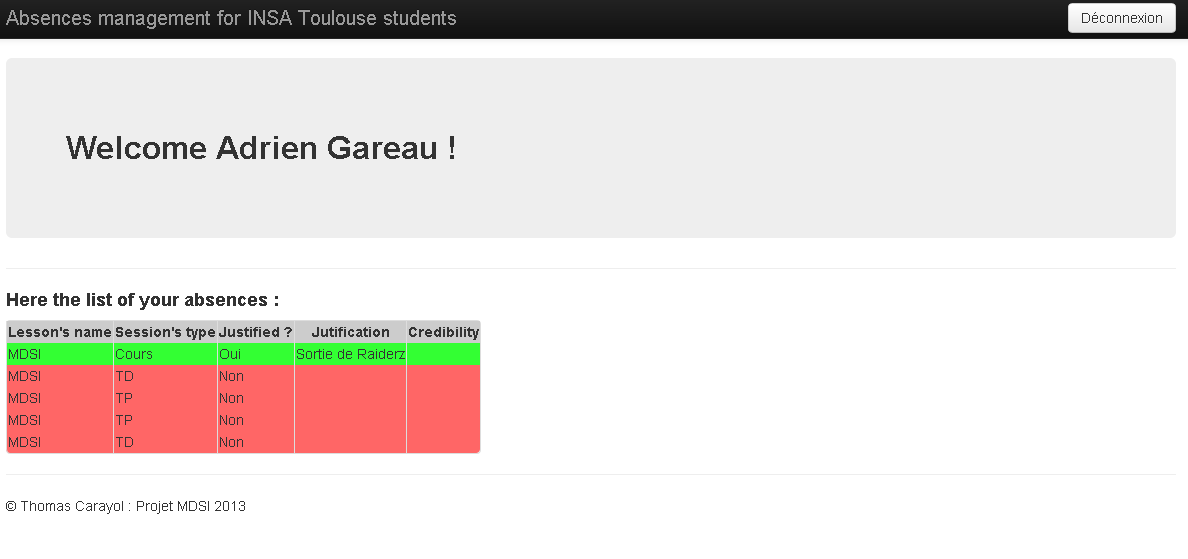 Absences management for INSA Toulouse students Déconnexion
Welcome Adrien Gareau !
Here the list of your absences :
Lesson's name Session's type Justified ? Jutification Credibility
MDSI Cours Oui Sortie de Raiderz
MDSI TD Non
MDSI TP Non
MDSI TP Non
MDSI TD Non
© Thomas Carayol : Projet MDSI 2013